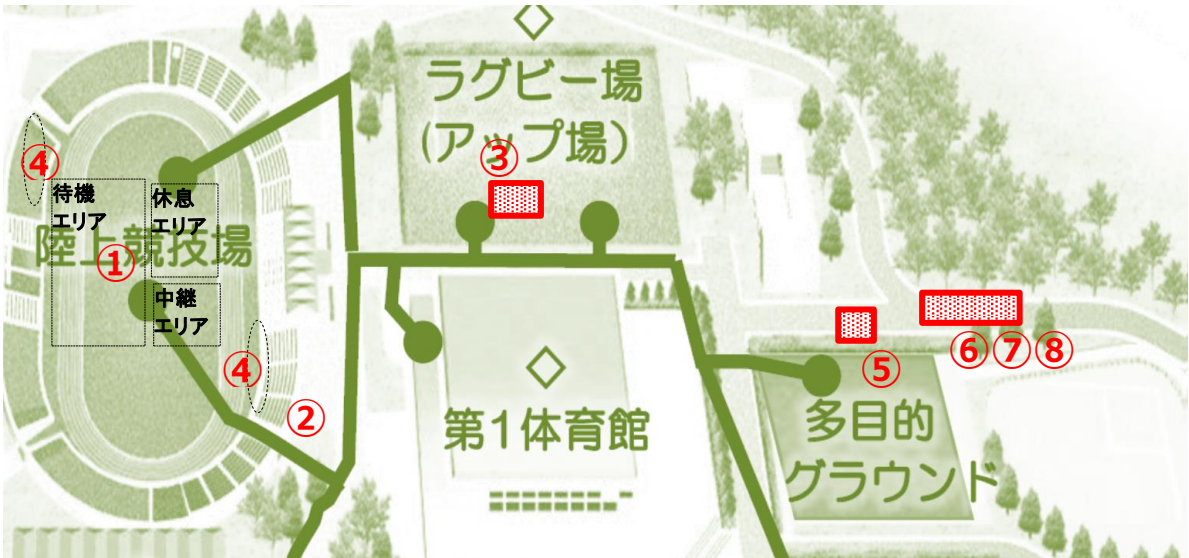 ラグビー場
(アップ場)
③
④
待機
エリア
休息
エリア
陸上競技場
①
中継
エリア
④
②
第1体育館
⑤
⑥⑦⑧
多目的
グラウンド